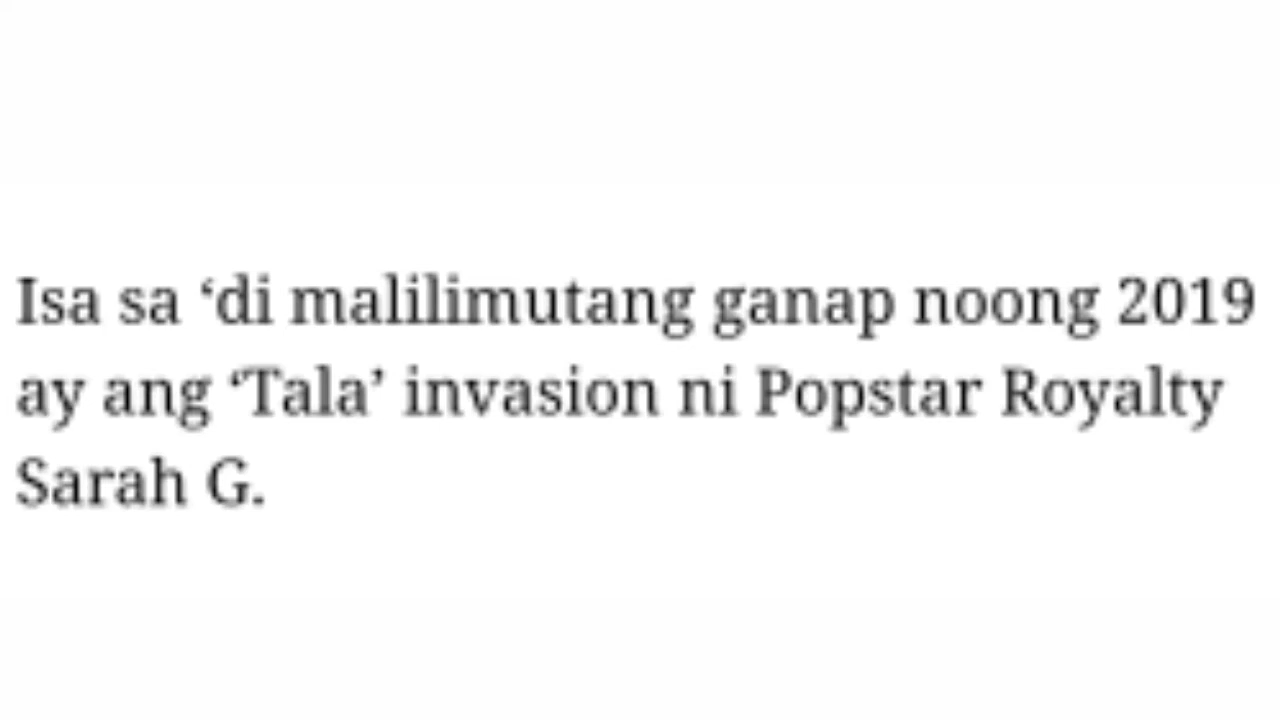 Isa sa ‘di malilimutang ganap noong 2019
ay ang ‘Tala’ invasion ni Popstar Royalty
Sarah G.